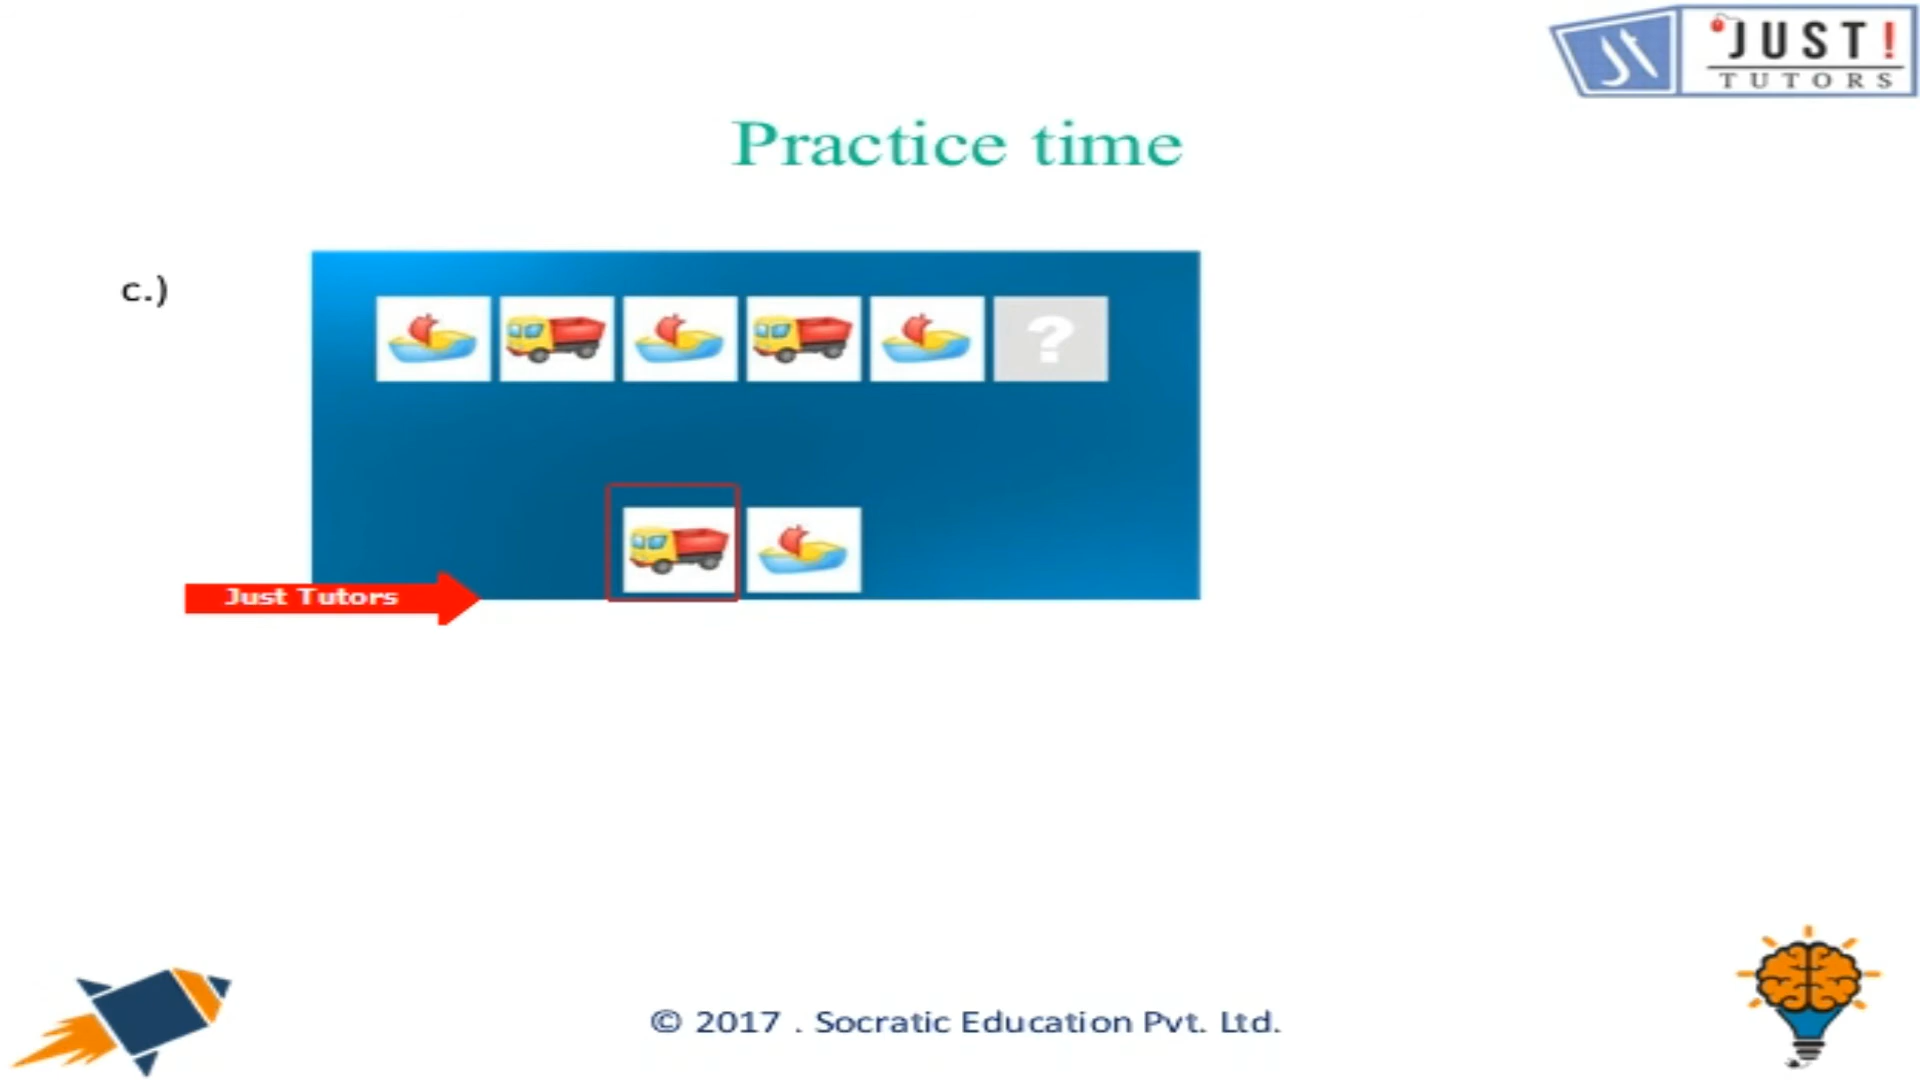 JUST!
TUTORS
Practice time
c.)
?
Just Tutors
© 2017 . Socratic Education Pvt. Ltd.